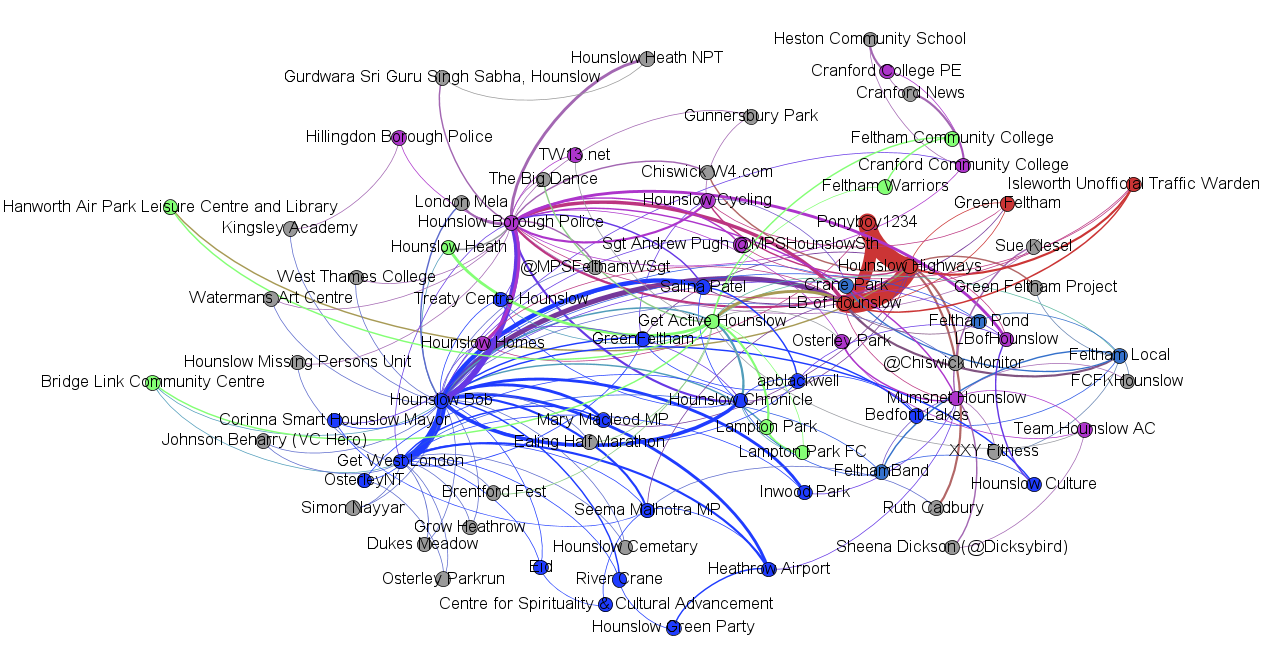 Heston Community School
Hounslow Heath NPT
Cranford College PE
Gurdwara Sri Guru Singh Sabha, Hounslow
Cranford News
Gunnersbury Park
Hillingdon Borough Police
Feltham Community College
TW13.net
Cranford Community College
Chiswick W4.com
The Big Dance
Feltham Warriors
Isleworth Unofficial Traffic Warden
Hounslow Cycling
London Mela
Green Feltham
Hanworth Air Park Leisure Centre and Library
Hounslow Borough Police
Ponyboy1234
Kingsley Academy
Sgt Andrew Pugh @MPSHounslowSth
Hounslow Heath
Sue Nesel
@MPSFelthamWSgt
Hounslow Highways
West Thames College
Crane Park
Salina Patel
Green Feltham Project
Watermans Art Centre
Treaty Centre Hounslow
LB of Hounslow
Get Active Hounslow
Feltham Pond
GreenFeltham
Osterley Park
LBofHounslow
Hounslow Homes
Feltham Local
Hounslow Missing Persons Unit
@Chiswick Monitor
Bridge Link Community Centre
apblackwell
FCFkHounslow
Hounslow Bob
Hounslow Chronicle
Mumsnet Hounslow
Corinna Smart
Hounslow Mayor
Mary Macleod MP
Bedfont Lakes
Lampton Park
Team Hounslow AC
Johnson Beharry (VC Hero)
Ealing Half Marathon
Lampton Park FC
XXY Fitness
Get West London
FelthamBand
OsterleyNT
Brentford Fest
Inwood Park
Hounslow Culture
Simon Nayyar
Seema Malhotra MP
Ruth Cadbury
Grow Heathrow
Dukes Meadow
Hounslow Cemetary
Sheena Dickson (@Dicksybird)
Eid
Heathrow Airport
Osterley Parkrun
River Crane
Centre for Spirituality & Cultural Advancement
Hounslow Green Party